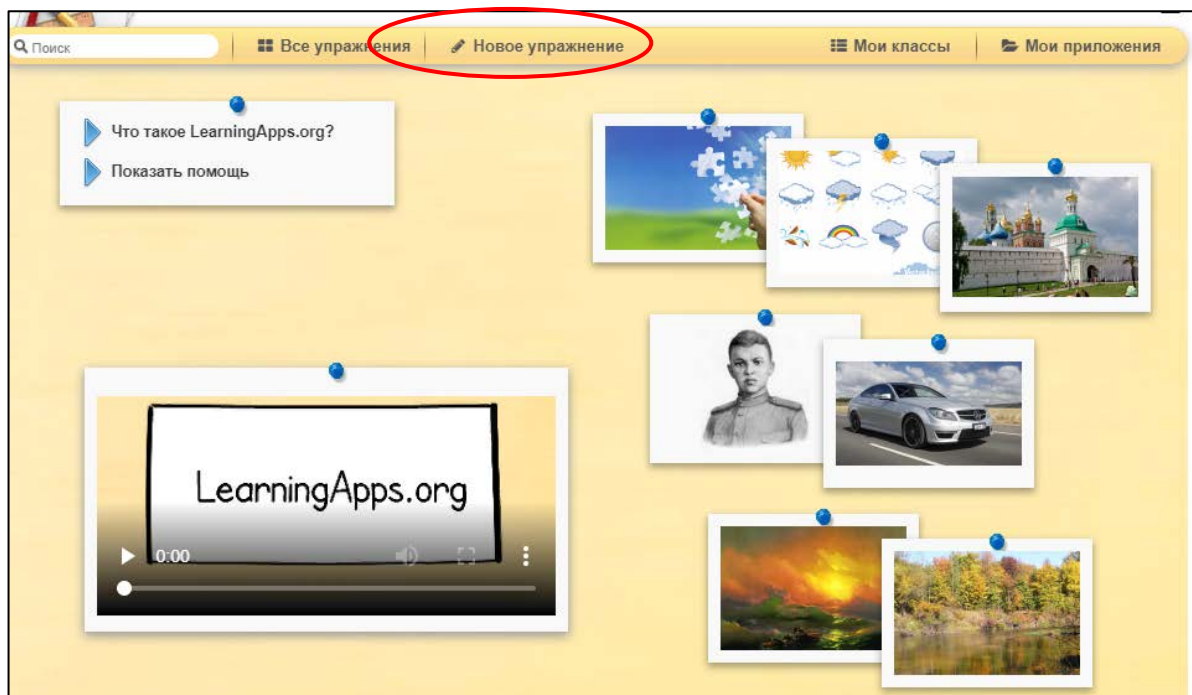 Поиск
Все упражнения
Новое упражнение
Мои классы
Мои приложения
Что такое LearningApps.org?
Показать помощь
LearningApps.org
0:00